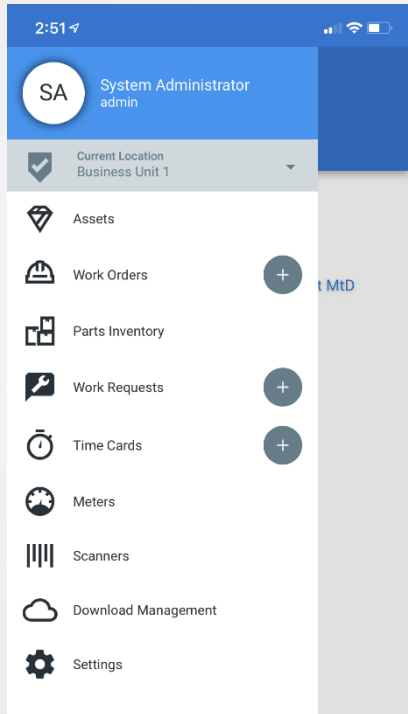 2:51
SA
System Administrator
admin
Current Location
Business Unit 1
Assets
Work Orders
t MtD
Parts Inventory
Work Requests
Time Cards
Meters
Scanners
Download Management
Settings